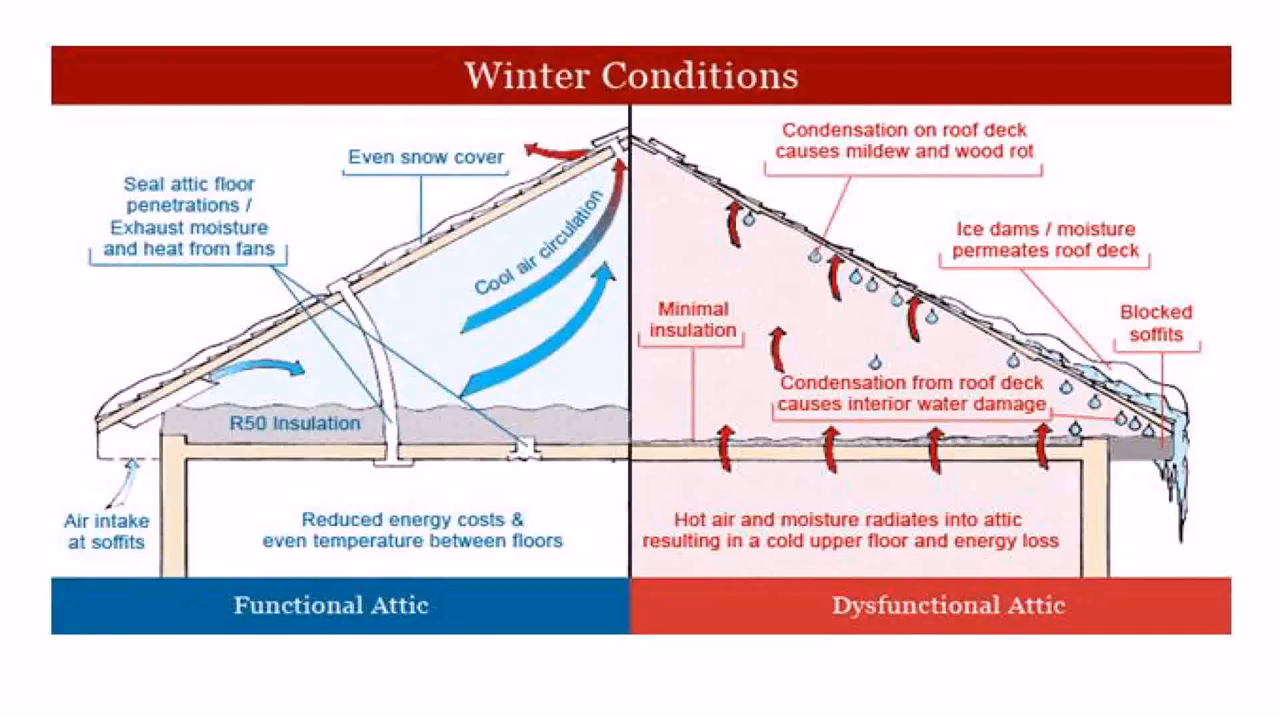 Winter Conditions
Even snow cover
Seal attic floor
penetrations /
Exhaust moisture
and heat from fans
Cool air circulation
R50 Insulation
Air intake
at soffits
Reduced energy costs &
even temperature between floors
Functional Attic
Condensation on roof deck
causes mildew and wood rot
Ice dams / moisture
permeates roof deck
Minimal
insulation
Blocked
soffits
Condensation from roof deck
causes interior water damage
Hot air and moisture radiates into attic
resulting in a cold upper floor and energy loss
Dysfunctional Attic